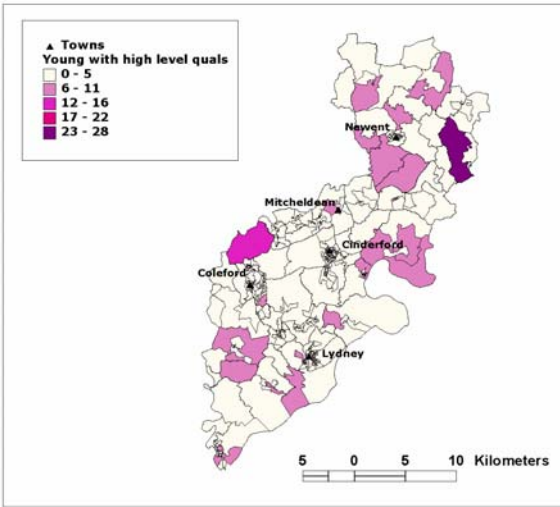 Towns
Young with high level quals
0 - 5
6 - 11
12 - 16
17 - 22
23 - 28
Newent
Mitcheldean
Cinderford
Coleford
Lydney
5 0 5 10 Kilometers